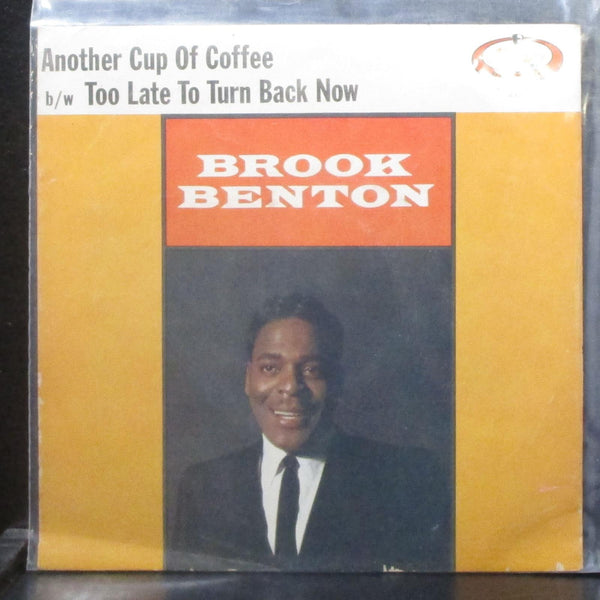 Another Cup Of Coffee
b/w Too Late To Turn Back Now
BROOK
BENTON